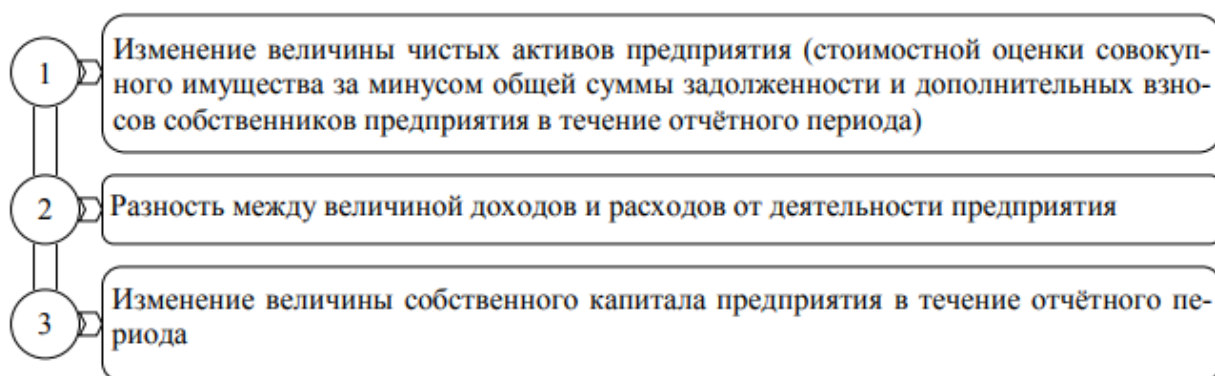 1
Изменение величины чистых активов предприятия (стоимостной оценки совокуп-
ного имущества за минусом общей суммы задолженности и дополнительных взно-
сов собственников предприятия в течение отчётного периода)
2
Разность между величиной доходов и расходов от деятельности предприятия
3
Изменение величины собственного капитала предприятия в течение отчётного пе-
риода